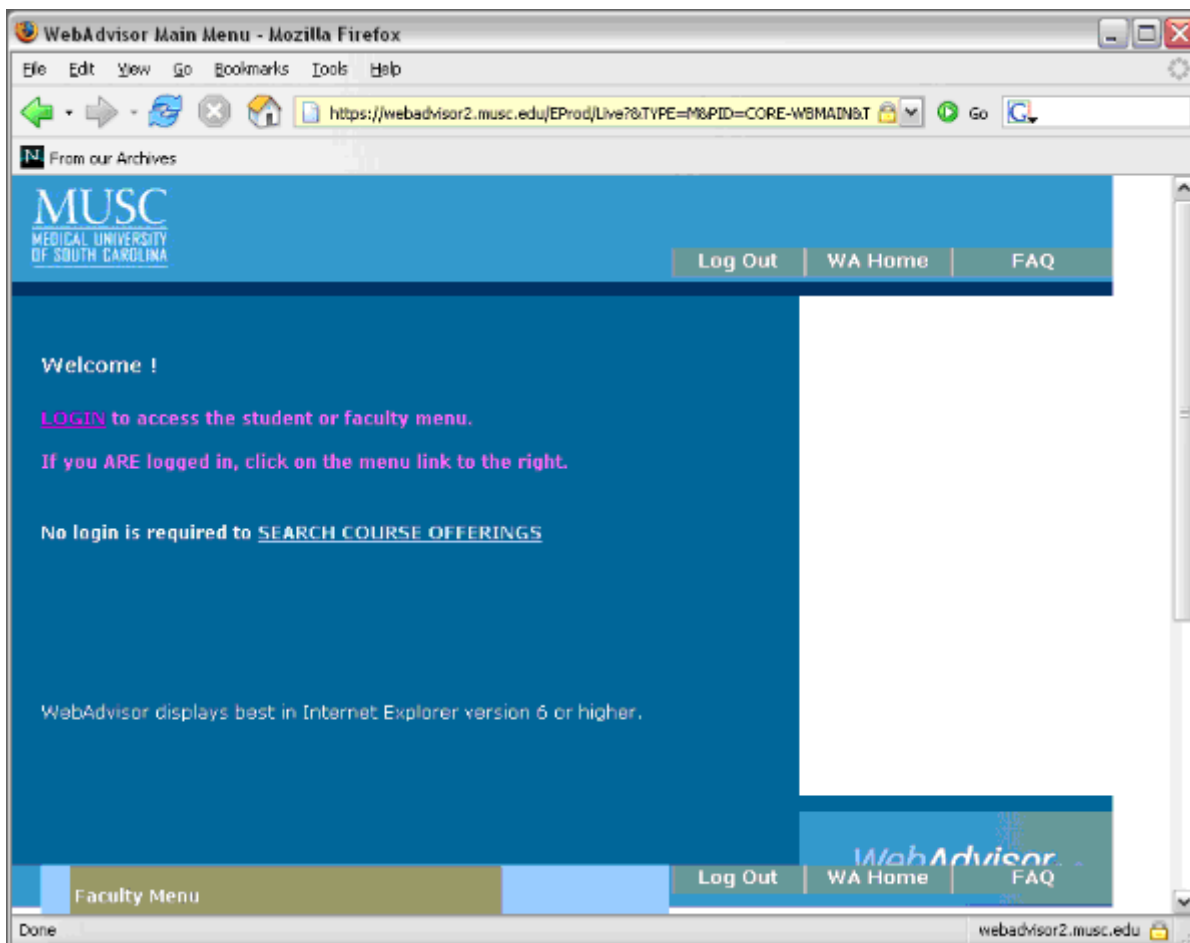 WebAdvisor Main Menu - Mozilla Firefox
File Edit View Go Bookmarks Tools Help
https://webadvisor2.musc.edu/EProd/Live?&TYPE=M&PID=CORE-WBMAIN&T Go G
N From our Archives
MUSC
MEDICAL UNIVERSITY
OF SOUTH CAROLINA
Log Out WA Home FAQ
Welcome !
LOGIN to access the student or faculty menu.
If you ARE logged in, click on the menu link to the right.
No login is required to SEARCH COURSE OFFERINGS
WebAdvisor displays best in Internet Explorer version 6 or higher.
WebAdvisor
Log Out WA Home FAQ
Faculty Menu
Done webadvisor2.musc.edu